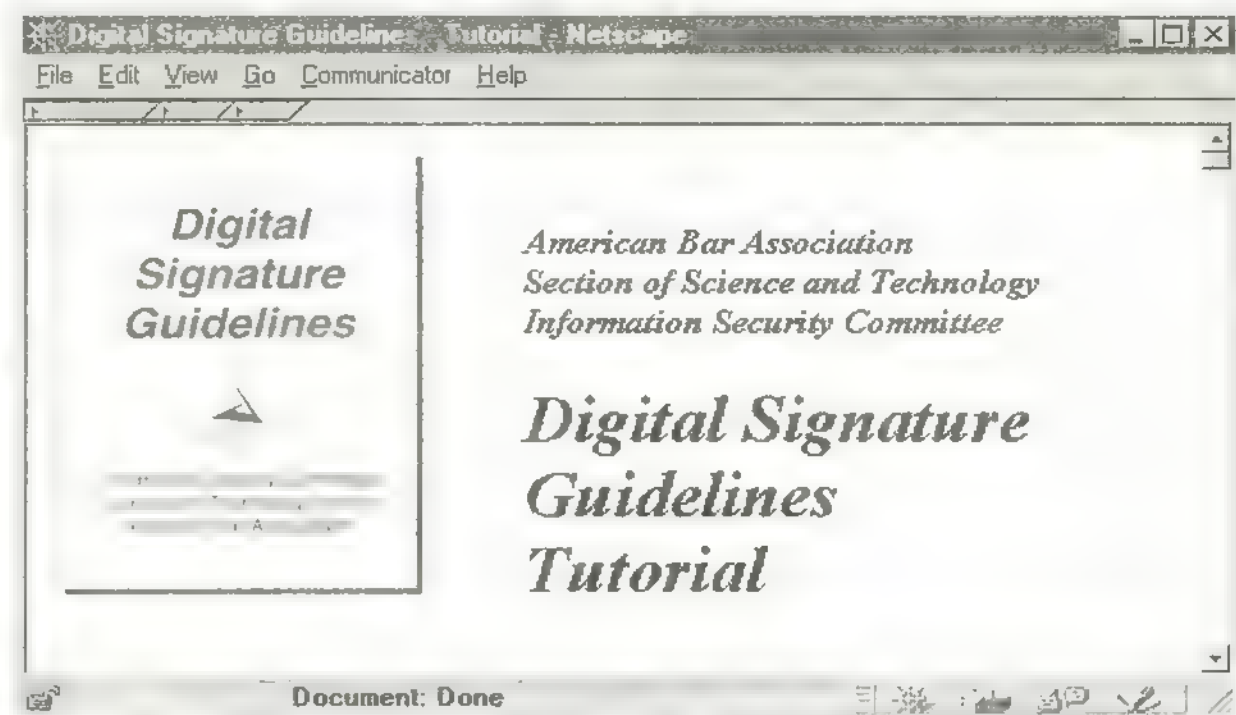 Digital Signature Guidelines - Tutorial - Netscape
File Edit View Go Communicator Help
Digital
Signature
Guidelines
American Bar Association
Section of Science and Technology
Information Security Committee
Digital Signature
Guidelines
Tutorial
Document: Done